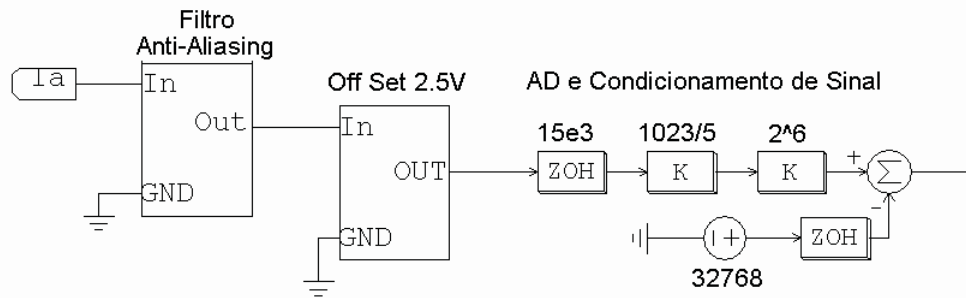 Filtro
Anti-Aliasing
Ia
In
Out
GND
Off Set 2.5V
In
OUT
GND
AD e Condicionamento de Sinal
15e3
1023/5
2^6
ZOH
K
K
+
Σ
-
ZOH
32768